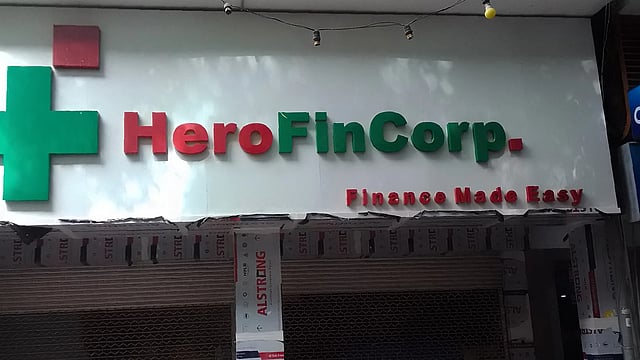 HeroFinCorp.
Finance Made Easy
ALSTRONG